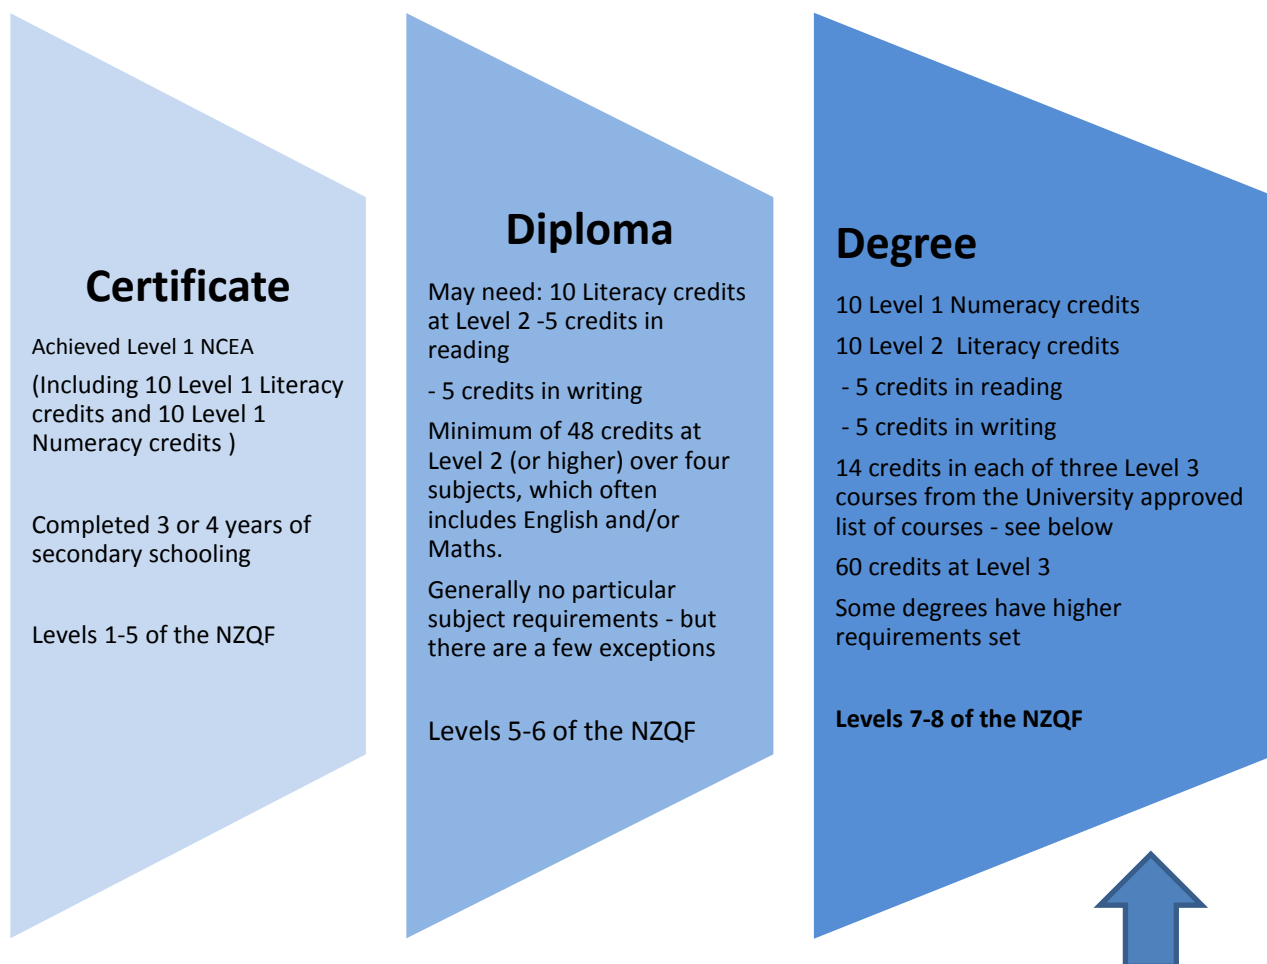 Certificate
Achieved Level 1 NCEA
(Including 10 Level 1 Literacy
credits and 10 Level 1
Numeracy credits )
Completed 3 or 4 years of
secondary schooling
Levels 1-5 of the NZQF
Diploma
May need: 10 Literacy credits
at Level 2 -5 credits in
reading
- 5 credits in writing
Minimum of 48 credits at
Level 2 (or higher) over four
subjects, which often
includes English and/or
Maths.
Generally no particular
subject requirements - but
there are a few exceptions
Levels 5-6 of the NZQF
Degree
10 Level 1 Numeracy credits
10 Level 2  Literacy credits
- 5 credits in reading
- 5 credits in writing
14 credits in each of three Level 3
courses from the University approved
list of courses - see below
60 credits at Level 3
Some degrees have higher
requirements set
Levels 7-8 of the NZQF